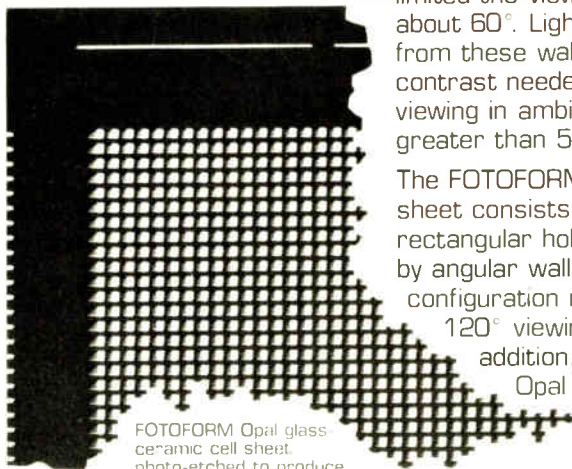 limited the view
about 60°. Ligh
from these wal
contrast neede
viewing in ambi
greater than 5
The FOTOFORM
sheet consists
rectangular hol
by angular wall
configuration r
120° viewin
addition
Opal
FOTOFORM Opal glass-
ceramic cell sheet,
photo-etched to produce